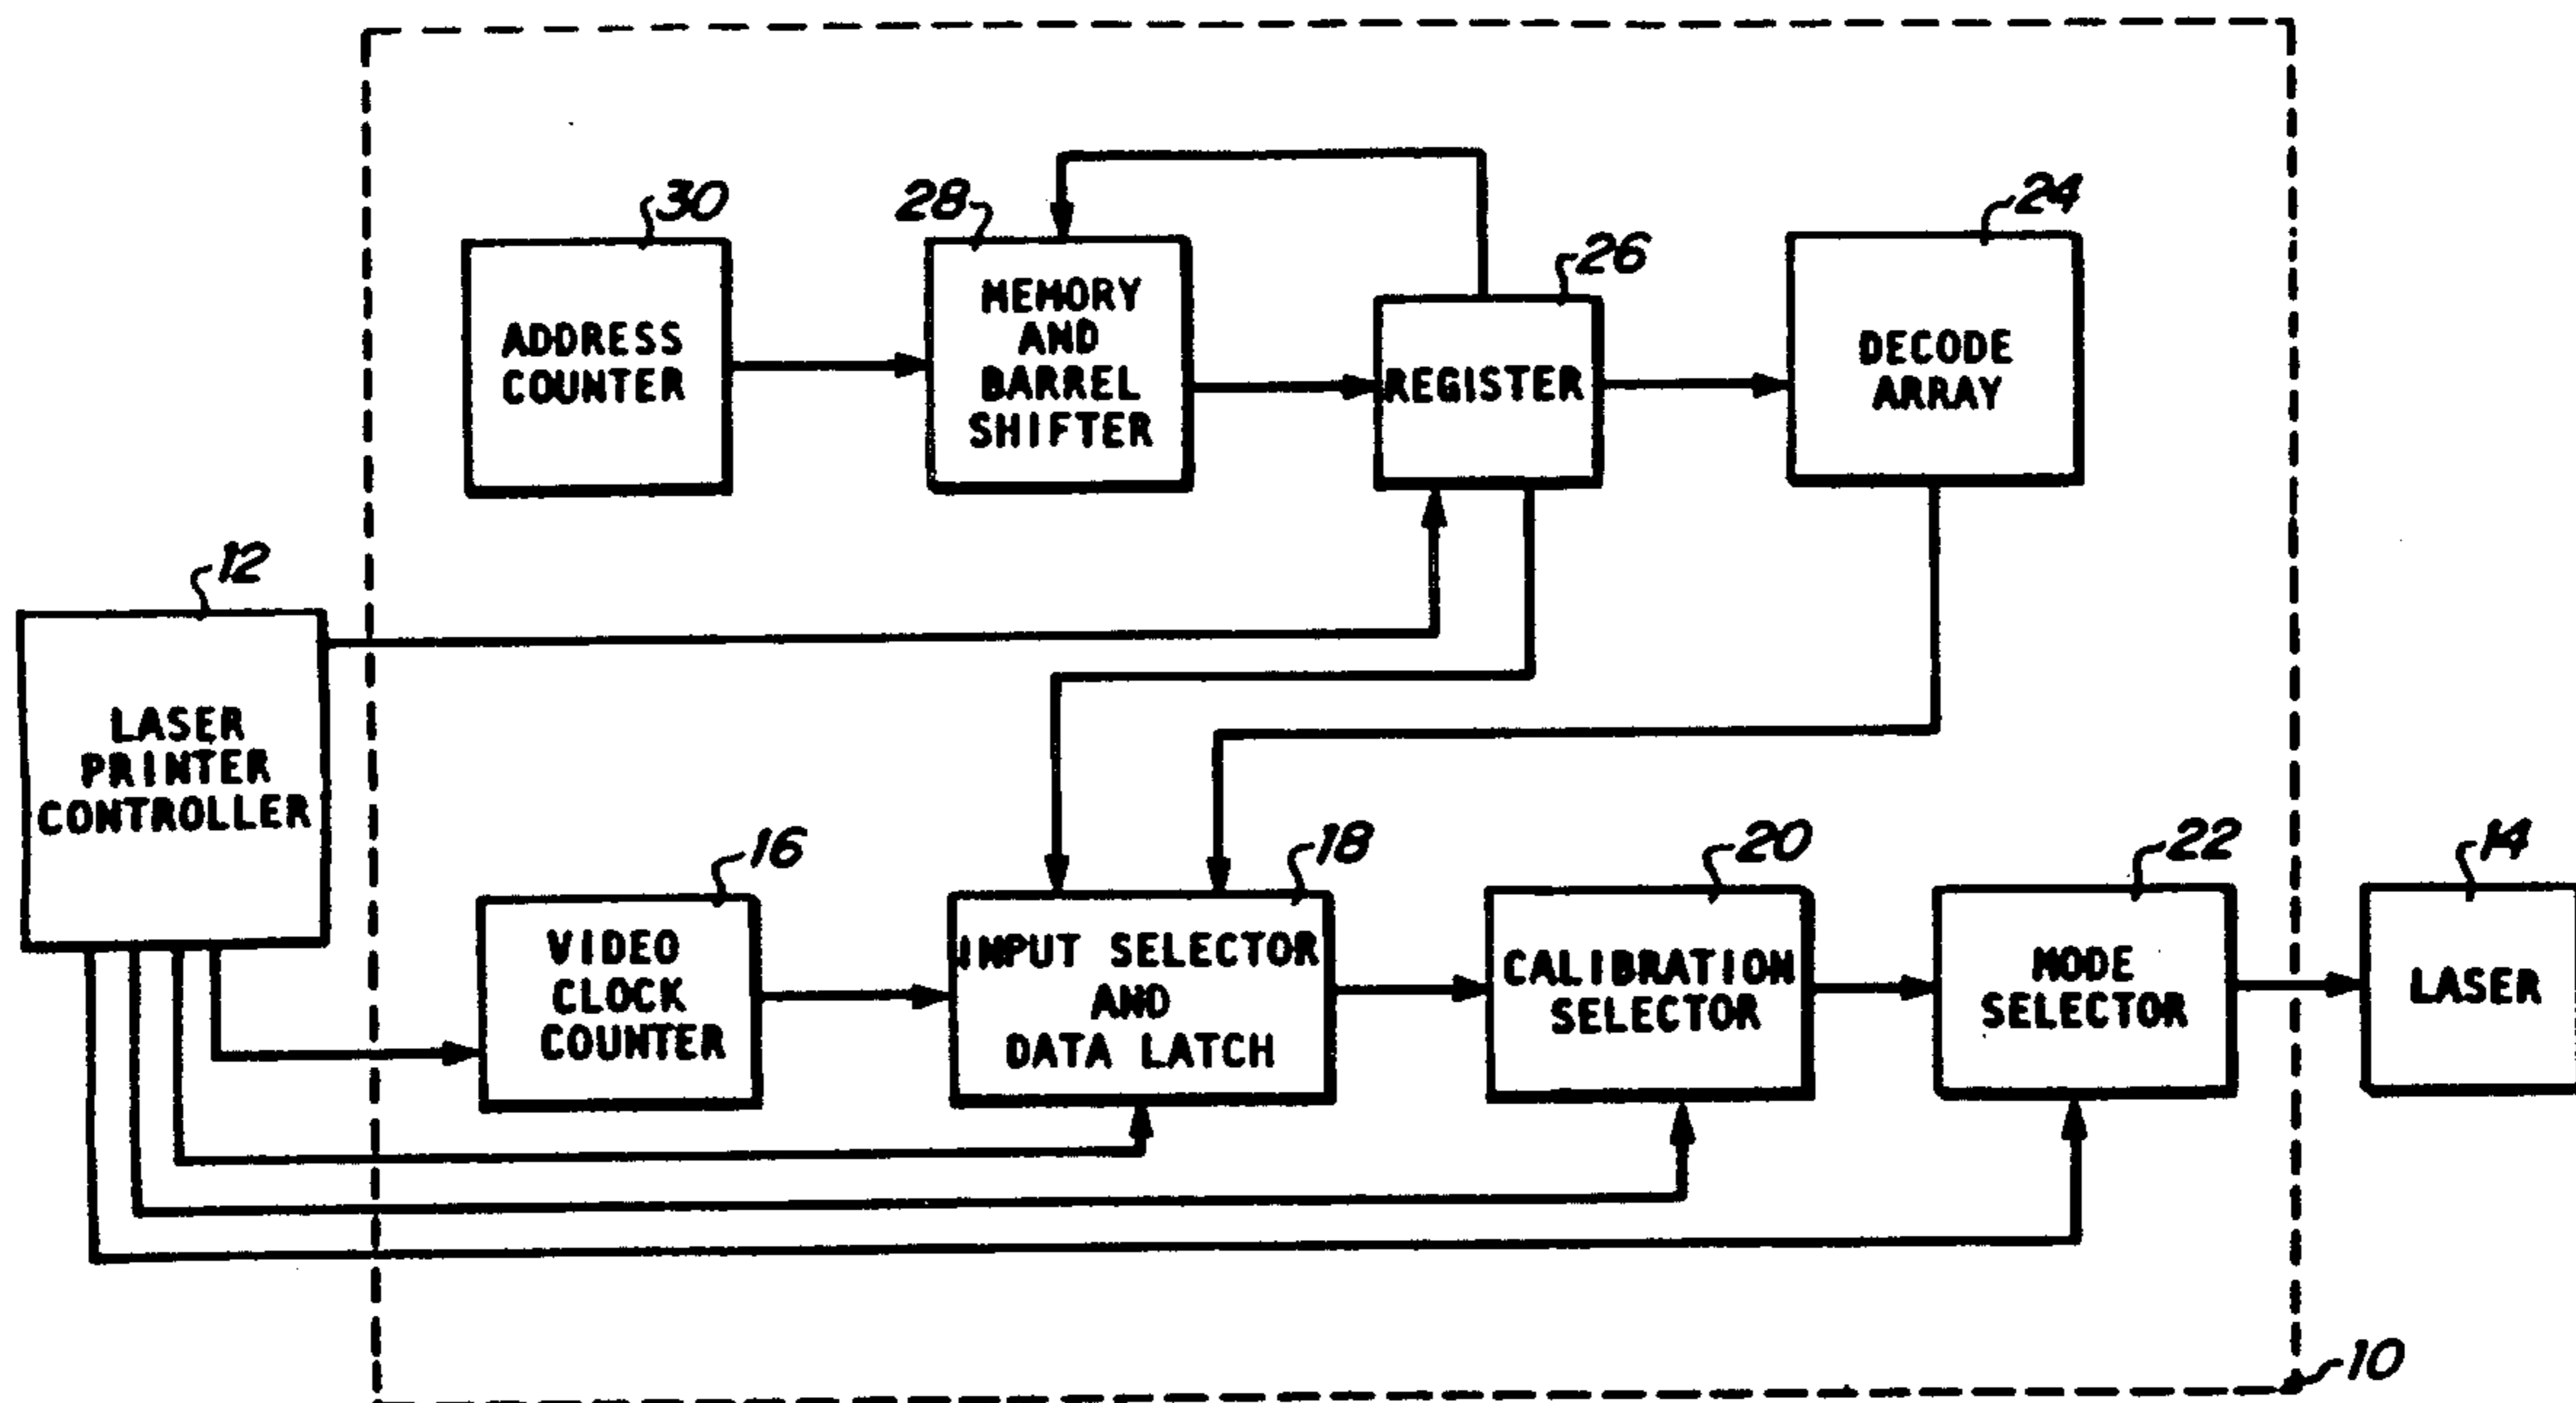 30
28
26
24
ADDRESS
COUNTER
MEMORY
AND
BARREL
SHIFTER
REGISTER
DECODE
ARRAY
12
LASER
PRINTER
CONTROLLER
16
18
20
22
14
VIDEO
CLOCK
COUNTER
INPUT SELECTOR
AND
DATA LATCH
CALIBRATION
SELECTOR
MODE
SELECTOR
LASER
10